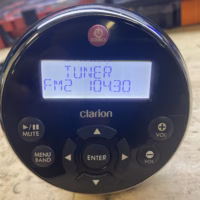 TUNER
FM2 10430
clarion
MUTE
VOL
MENU
BAND
ENTER
VOL